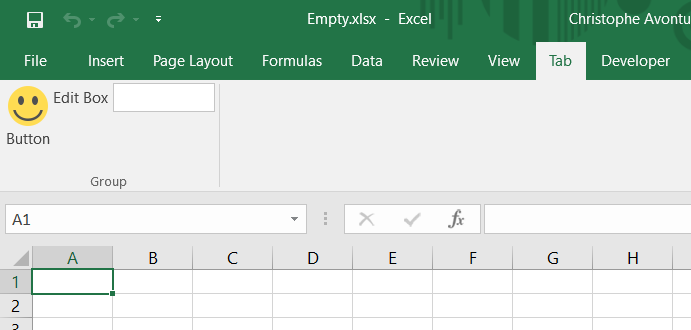 Empty.xlsx - Excel
Christophe Avontu
File Insert Page Layout Formulas Data Review View Tab Developer
Edit Box
Button
Group
A1
fx
A B C D E F G H
1
2
3